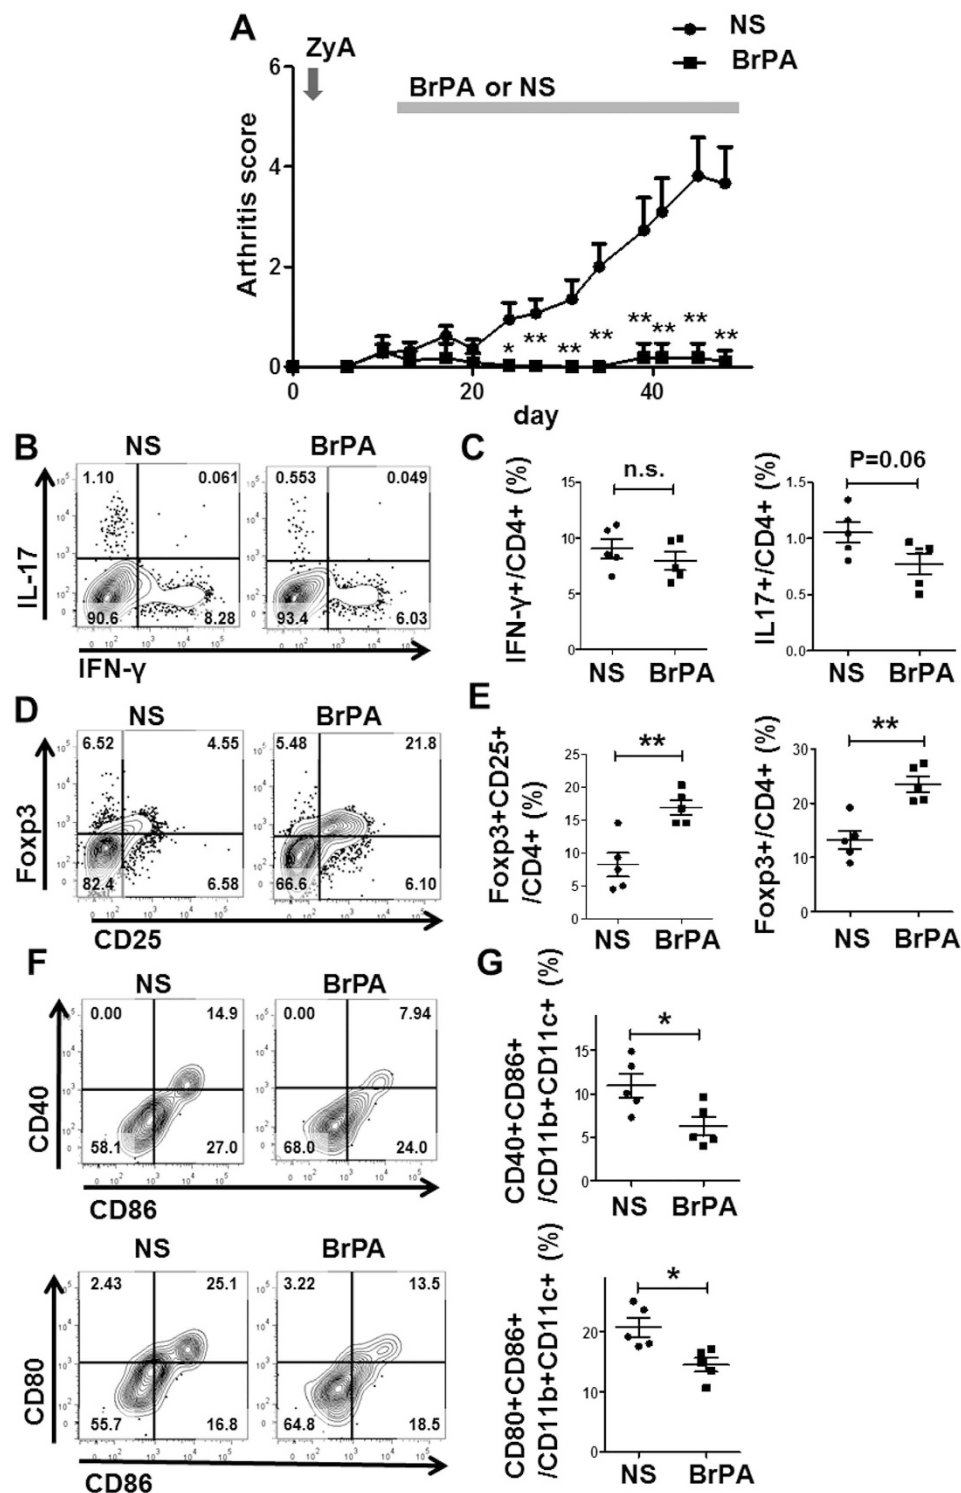 A
NS
BrPA
ZyA
BrPA or NS
Arthritis score
6
4
2
0
* ** ** ** ** ** ** **
0 20 40
day
B
NS
BrPA
IL-17
1.10 0.061
90.6 8.28
0.553 0.049
93.4 6.03
IFN-γ
C
IFN-γ+/CD4+ (%)
n.s.
15
10
5
0
NS BrPA
IL17+/CD4+ (%)
P=0.06
1.5
1.0
0.5
0.0
NS BrPA
D
NS
BrPA
Foxp3
6.52 4.55
82.4 6.58
5.48 21.8
66.6 6.10
CD25
E
Foxp3+CD25+
/CD4+ (%)
**
25
20
15
10
5
0
NS BrPA
Foxp3+/CD4+ (%)
**
30
20
10
0
NS BrPA
F
NS
BrPA
CD40
0.00 14.9
58.1 27.0
0.00 7.94
68.0 24.0
CD86
NS
BrPA
CD80
2.43 25.1
55.7 16.8
3.22 13.5
64.8 18.5
CD86
G
CD40+CD86+
/CD11b+CD11c+ (%)
*
15
10
5
0
NS BrPA
CD80+CD86+
/CD11b+CD11c+ (%)
*
20
10
0
NS BrPA